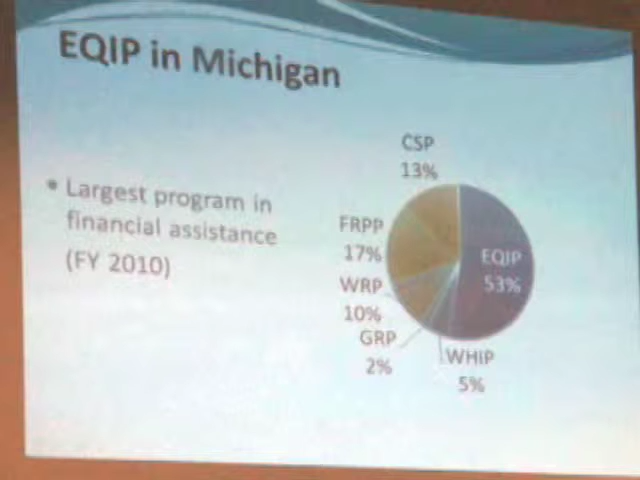 EQIP in Michigan
• Largest program in
financial assistance
(FY 2010)
CSP
13%
FRPP
17%
EQIP
53%
WRP
10%
GRP
2%
WHIP
5%